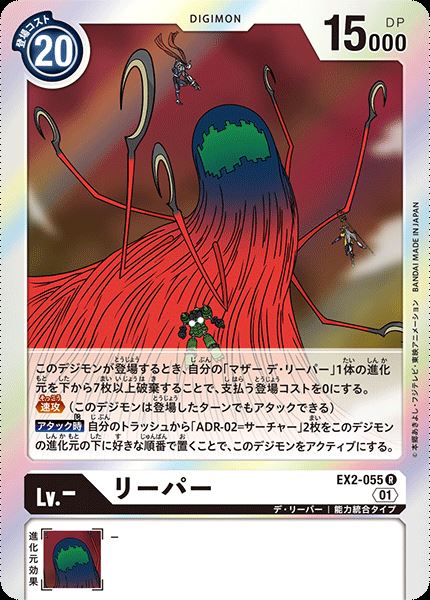 DIGIMON
登場コスト
20
DP
15000
©本郷あきよし・フジテレビ・東映アニメーション BANDAI MADE IN JAPAN
このデジモンが登場するとき、自分の「マザー デ・リーパー」1体の進化
元を下から7枚以上破棄することで、支払う登場コストを0にする。
速攻 (このデジモンは登場したターンでもアタックできる)
アタック時 自分のトラッシュから「ADR-02=サーチャー」2枚をこのデジモン
の進化元の下に好きな順番で置くことで、このデジモンをアクティブにする。
EX2-055 R
Lv.ー
リーパー
01
デ・リーパー | 能力統合タイプ
進化元効果
ー